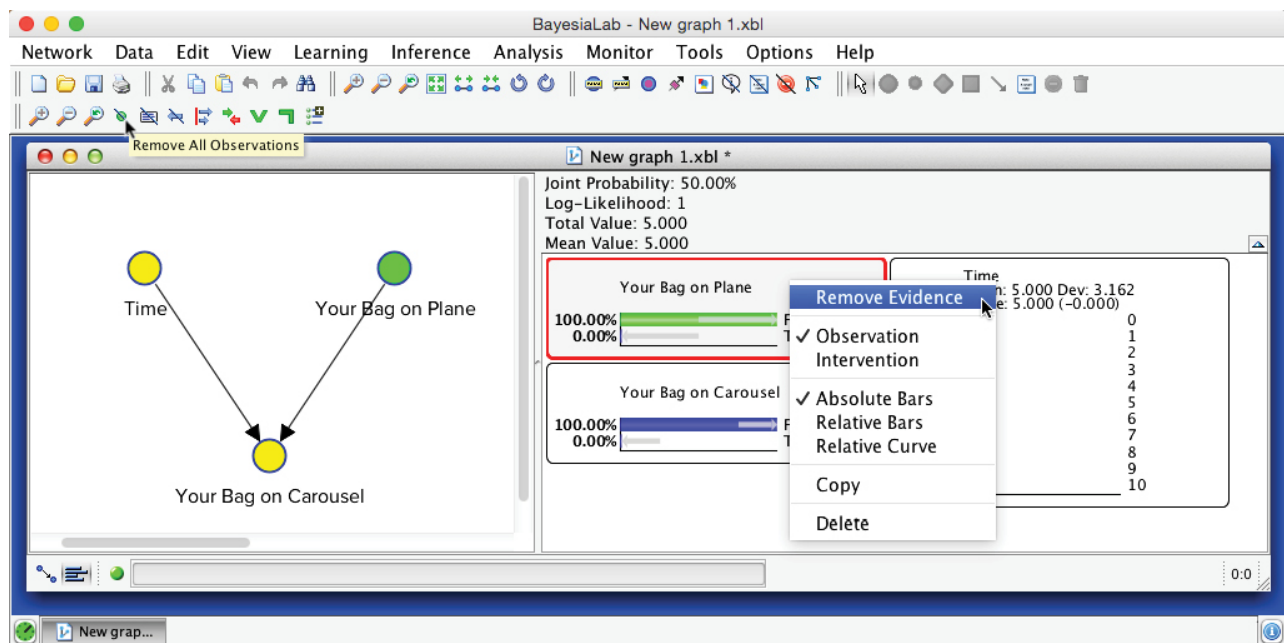 BayesiaLab - New graph 1.xbl
Network Data Edit View Learning Inference Analysis Monitor Tools Options Help
Remove All Observations
New graph 1.xbl *
Joint Probability: 50.00%
Log-Likelihood: 1
Total Value: 5.000
Mean Value: 5.000
Time
Your Bag on Plane
Your Bag on Carousel
Your Bag on Plane
100.00% F
0.00% T
Your Bag on Carousel
100.00% F
0.00% T
Remove Evidence
✓ Observation
Intervention
✓ Absolute Bars
Relative Bars
Relative Curve
Copy
Delete
Time
n: 5.000 Dev: 3.162
e: 5.000 (-0.000)
0
1
2
3
4
5
6
7
8
9
10
0:0
New grap...